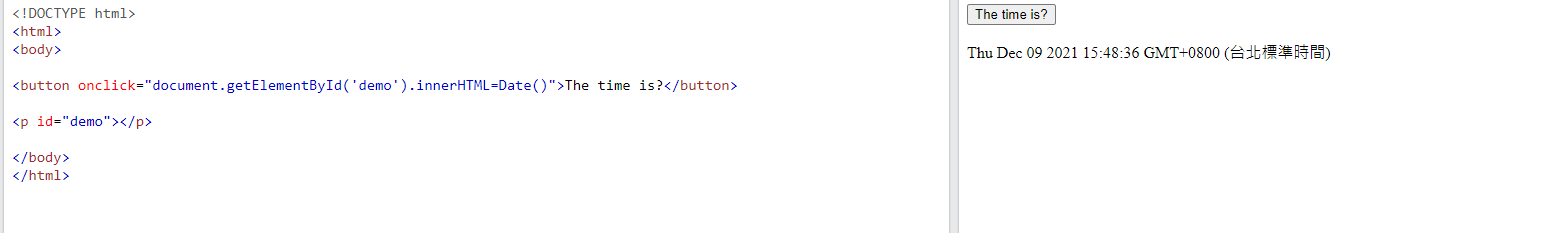 <!DOCTYPE html>
<html>
<body>
<button onclick="document.getElementById('demo').innerHTML=Date()">The time is?</button>
<p id="demo"></p>
</body>
</html>
The time is?
Thu Dec 09 2021 15:48:36 GMT+0800 (台北標準時間)